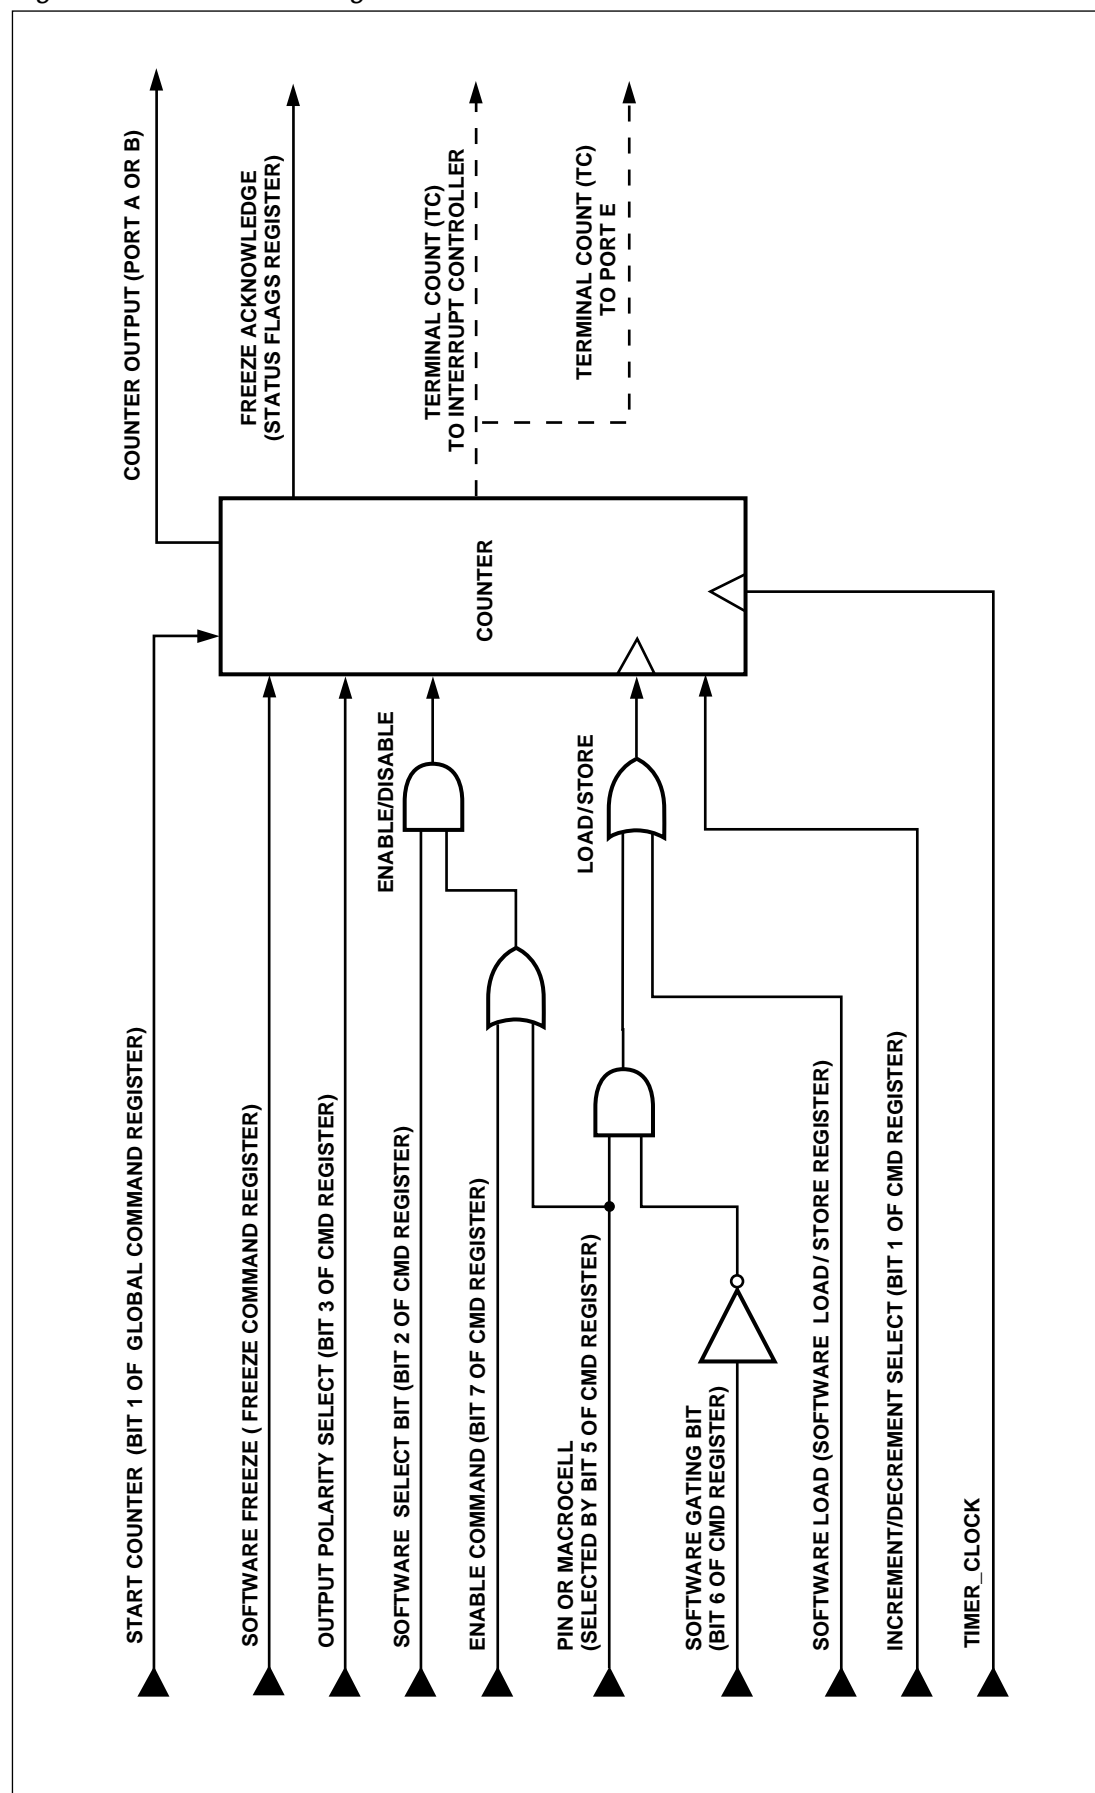 START COUNTER (BIT 1 OF GLOBAL COMMAND REGISTER)
SOFTWARE FREEZE ( FREEZE COMMAND REGISTER)
OUTPUT POLARITY SELECT (BIT 3 OF CMD REGISTER)
SOFTWARE SELECT BIT (BIT 2 OF CMD REGISTER)
ENABLE COMMAND (BIT 7 OF CMD REGISTER)
PIN OR MACROCELL
(SELECTED BY BIT 5 OF CMD REGISTER)
SOFTWARE GATING BIT
(BIT 6 OF CMD REGISTER)
SOFTWARE LOAD (SOFTWARE LOAD/ STORE REGISTER)
INCREMENT/DECREMENT SELECT (BIT 1 OF CMD REGISTER)
TIMER_CLOCK
ENABLE/DISABLE
LOAD/STORE
COUNTER
COUNTER OUTPUT (PORT A OR B)
FREEZE ACKNOWLEDGE
(STATUS FLAGS REGISTER)
TERMINAL COUNT (TC)
TO INTERRUPT CONTROLLER
TERMINAL COUNT (TC)
TO PORT E